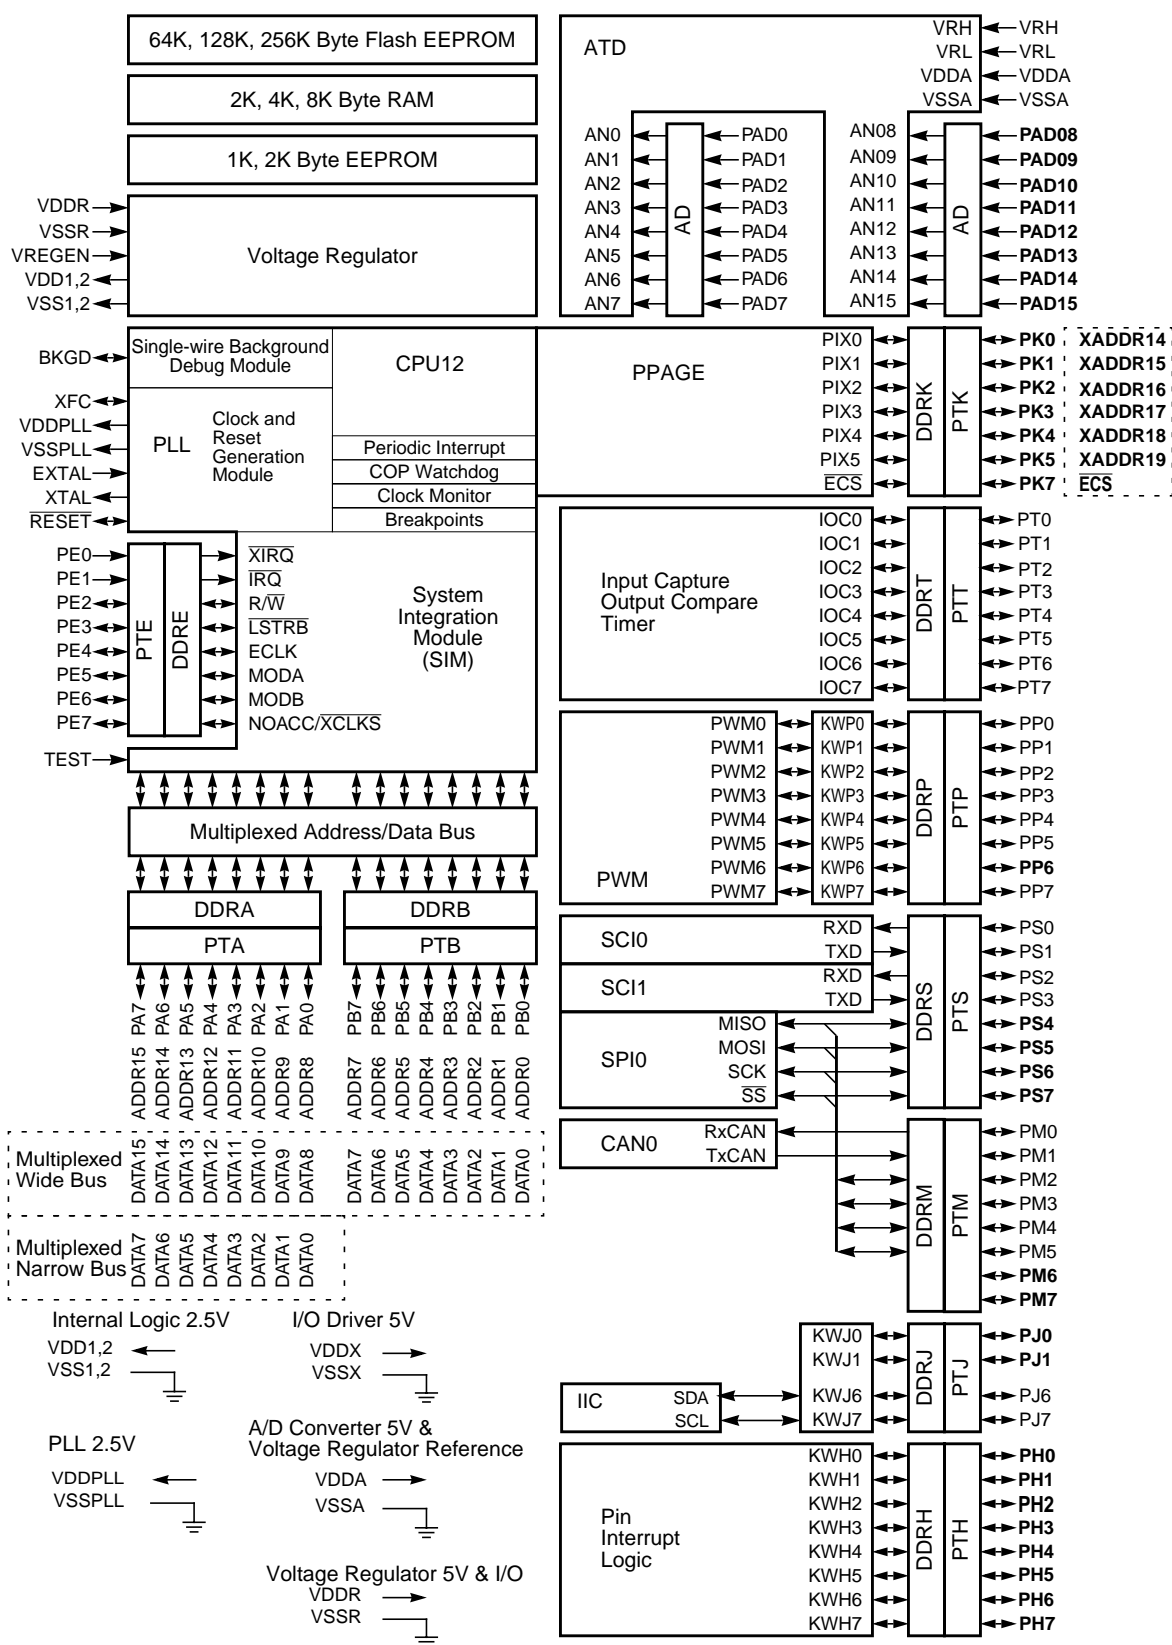 64K, 128K, 256K Byte Flash EEPROM
2K, 4K, 8K Byte RAM
1K, 2K Byte EEPROM
VDDR
VSSR
VREGEN
VDD1,2
VSS1,2
Voltage Regulator
ATD
VRH
VRL
VDDA
VSSA
VRH
VRL
VDDA
VSSA
AN0
AN1
AN2
AN3
AN4
AN5
AN6
AN7
AD
PAD0
PAD1
PAD2
PAD3
PAD4
PAD5
PAD6
PAD7
AN08
AN09
AN10
AN11
AN12
AN13
AN14
AN15
AD
PAD08
PAD09
PAD10
PAD11
PAD12
PAD13
PAD14
PAD15
BKGD
XFC
VDDPLL
VSSPLL
EXTAL
XTAL
RESET
Single-wire Background
Debug Module
CPU12
PLL
Clock and
Reset
Generation
Module
Periodic Interrupt
COP Watchdog
Clock Monitor
Breakpoints
PPAGE
PIX0
PIX1
PIX2
PIX3
PIX4
PIX5
ECS
DDRK
PTK
PK0
PK1
PK2
PK3
PK4
PK5
PK7
XADDR14
XADDR15
XADDR16
XADDR17
XADDR18
XADDR19
ECS
PE0
PE1
PE2
PE3
PE4
PE5
PE6
PE7
TEST
PTE
DDRE
XIRQ
IRQ
R/W
LSTRB
ECLK
MODA
MODB
NOACC/XCLKS
System
Integration
Module
(SIM)
Input Capture
Output Compare
Timer
IOC0
IOC1
IOC2
IOC3
IOC4
IOC5
IOC6
IOC7
DDRT
PTT
PT0
PT1
PT2
PT3
PT4
PT5
PT6
PT7
PWM
PWM0
PWM1
PWM2
PWM3
PWM4
PWM5
PWM6
PWM7
KWP0
KWP1
KWP2
KWP3
KWP4
KWP5
KWP6
KWP7
DDRP
PTP
PP0
PP1
PP2
PP3
PP4
PP5
PP6
PP7
Multiplexed Address/Data Bus
DDRA
PTA
DDRB
PTB
PA7
PA6
PA5
PA4
PA3
PA2
PA1
PA0
PB7
PB6
PB5
PB4
PB3
PB2
PB1
PB0
ADDR15
ADDR14
ADDR13
ADDR12
ADDR11
ADDR10
ADDR9
ADDR8
ADDR7
ADDR6
ADDR5
ADDR4
ADDR3
ADDR2
ADDR1
ADDR0
Multiplexed
Wide Bus
DATA15
DATA14
DATA13
DATA12
DATA11
DATA10
DATA9
DATA8
DATA7
DATA6
DATA5
DATA4
DATA3
DATA2
DATA1
DATA0
Multiplexed
Narrow Bus
DATA7
DATA6
DATA5
DATA4
DATA3
DATA2
DATA1
DATA0
SCI0
RXD
TXD
SCI1
RXD
TXD
SPI0
MISO
MOSI
SCK
SS
DDRS
PTS
PS0
PS1
PS2
PS3
PS4
PS5
PS6
PS7
CAN0
RxCAN
TxCAN
DDRM
PTM
PM0
PM1
PM2
PM3
PM4
PM5
PM6
PM7
KWJ0
KWJ1
KWJ6
KWJ7
IIC
SDA
SCL
DDRJ
PTJ
PJ0
PJ1
PJ6
PJ7
Pin
Interrupt
Logic
KWH0
KWH1
KWH2
KWH3
KWH4
KWH5
KWH6
KWH7
DDRH
PTH
PH0
PH1
PH2
PH3
PH4
PH5
PH6
PH7
Internal Logic 2.5V
VDD1,2
VSS1,2
I/O Driver 5V
VDDX
VSSX
PLL 2.5V
VDDPLL
VSSPLL
A/D Converter 5V &
Voltage Regulator Reference
VDDA
VSSA
Voltage Regulator 5V & I/O
VDDR
VSSR